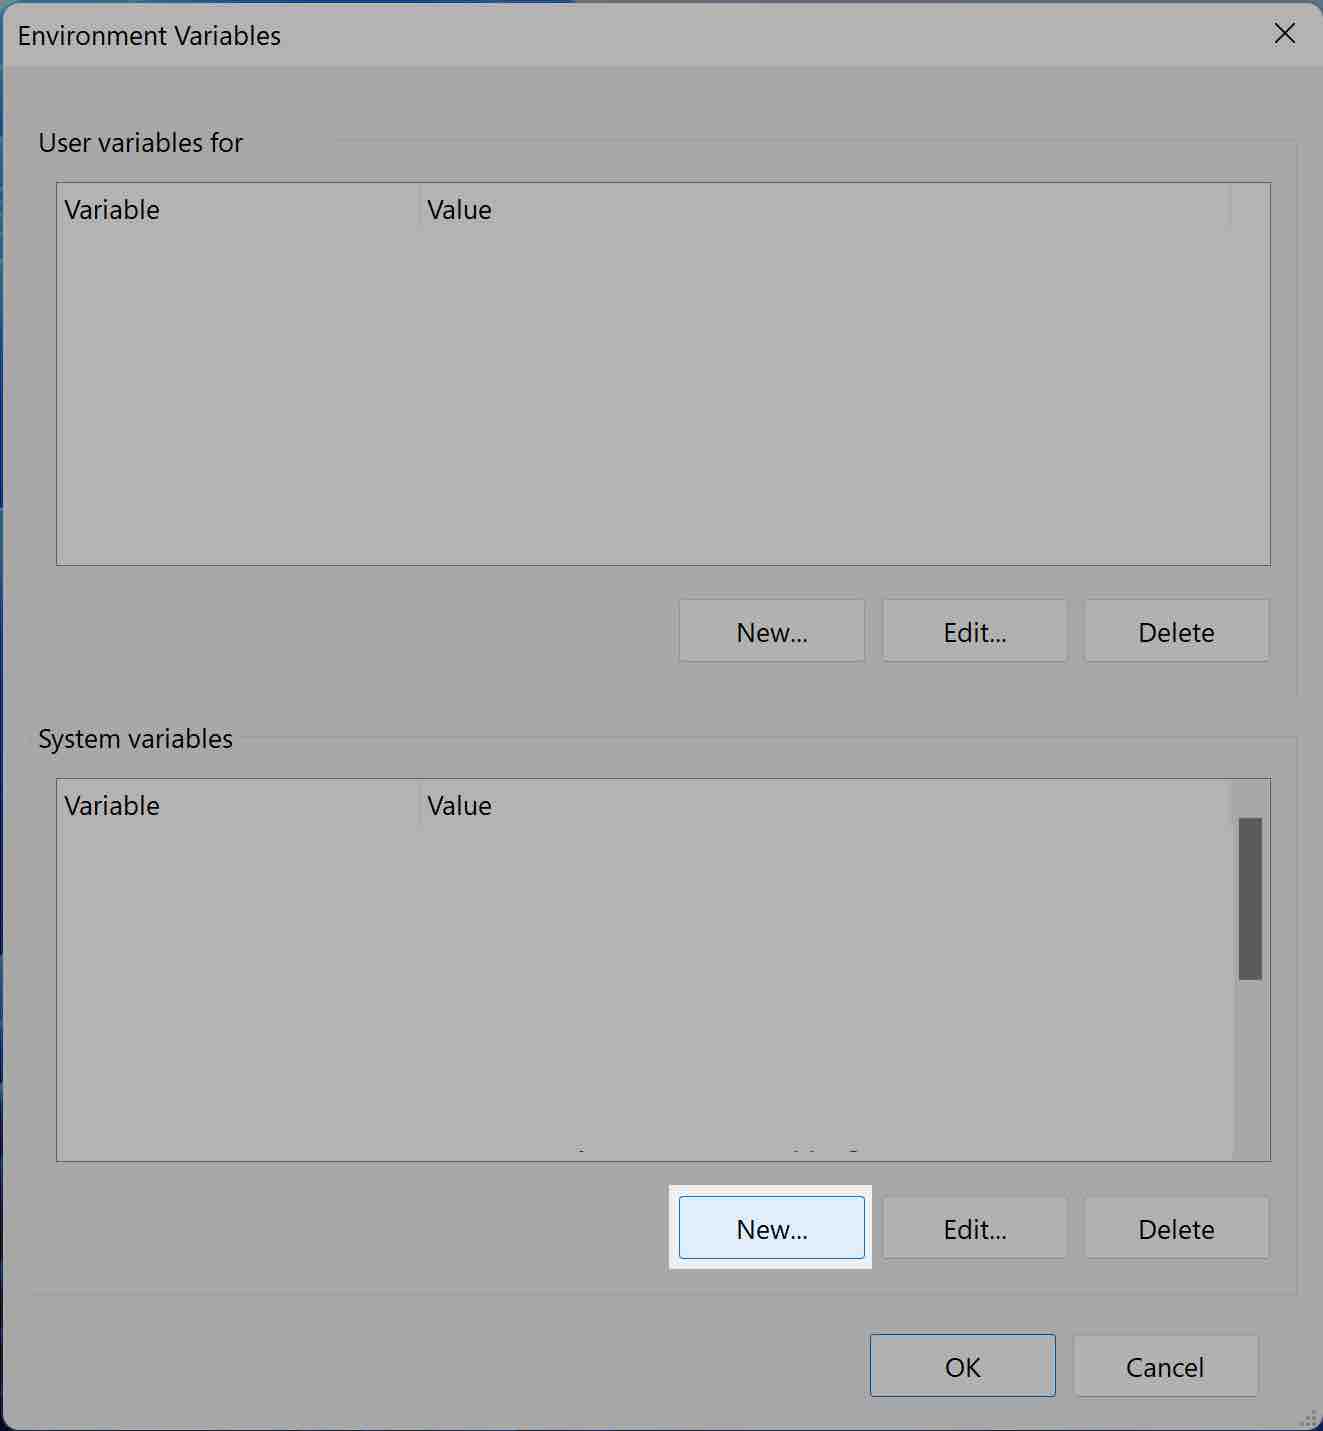 Environment Variables
User variables for
Variable Value
New... Edit... Delete
System variables
Variable Value
New... Edit... Delete
OK Cancel